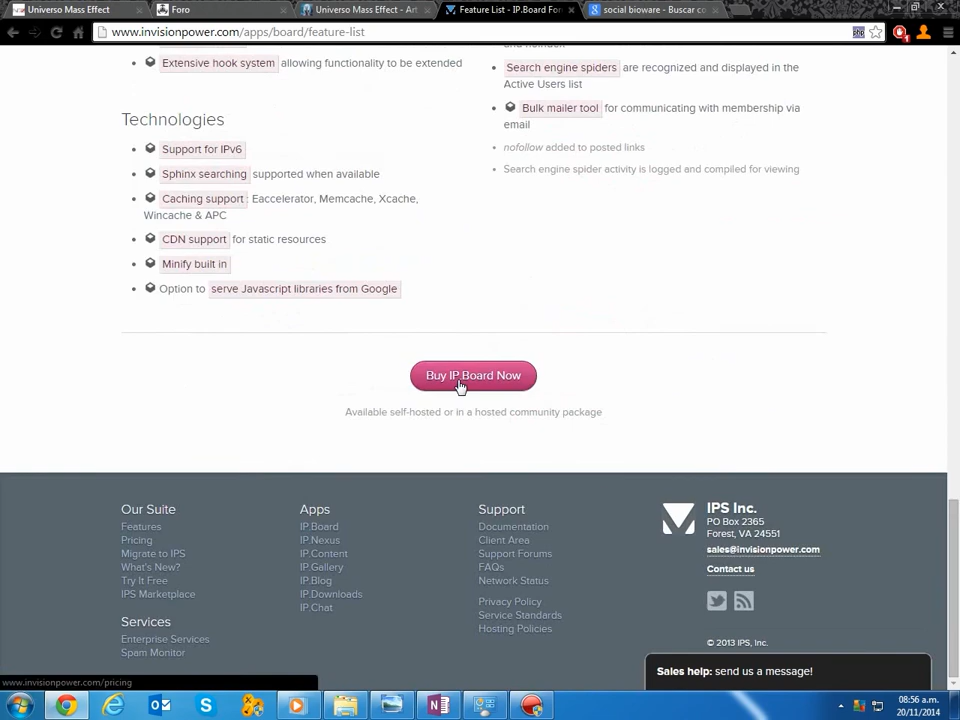 Universo Mass Effect
Foro
Universo Mass Effect - Art
Feature List - IP.Board For
social bioware - Buscar co
www.invisionpower.com/apps/board/feature-list
Extensive hook system allowing functionality to be extended
Technologies
Support for IPv6
Sphinx searching supported when available
Caching support : Eaccelerator, Memcache, Xcache,
Wincache & APC
CDN support for static resources
Minify built in
Option to serve Javascript libraries from Google
Search engine spiders are recognized and displayed in the
Active Users list
Bulk mailer tool for communicating with membership via
email
nofollow added to posted links
Search engine spider activity is logged and compiled for viewing
Buy IP.Board Now
Available self-hosted or in a hosted community package
Our Suite
Features
Pricing
Migrate to IPS
What's New?
Try It Free
IPS Marketplace
Services
Enterprise Services
Spam Monitor
Apps
IP.Board
IP.Nexus
IP.Content
IP.Gallery
IP.Blog
IP.Downloads
IP.Chat
Support
Documentation
Client Area
Support Forums
FAQs
Network Status
Privacy Policy
Service Standards
Hosting Policies
IPS Inc.
PO Box 2365
Forest, VA 24551
sales@invisionpower.com
Contact us
© 2013 IPS, Inc.
Sales help: send us a message!
www.invisionpower.com/pricing
08:56 a.m.
20/11/2014